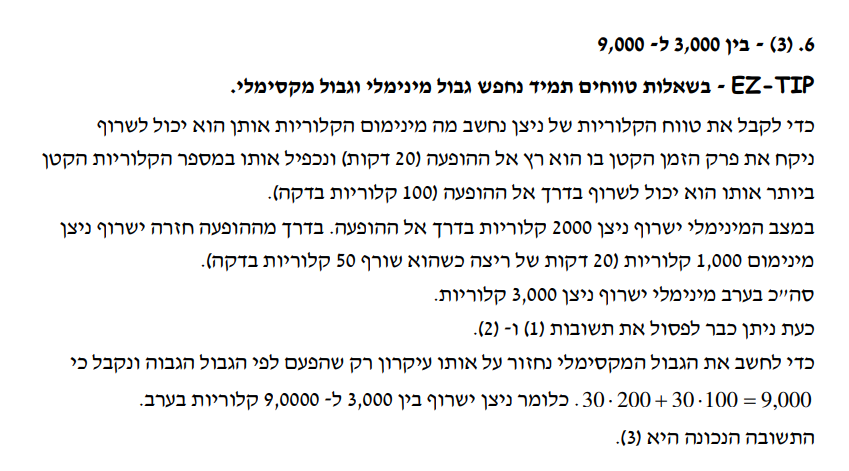 6. (3) - בין 3,000 ל- 9,000
EZ-TIP - בשאלות טווחים תמיד נחפש גבול מינימלי וגבול מקסימלי.
כדי לקבל את טווח הקלוריות של ניצן נחשב מה מינימום הקלוריות אותן הוא יכול לשרוף
ניקח את פרק הזמן הקטן בו הוא רץ אל ההופעה (20 דקות) ונכפיל אותו במספר הקלוריות הקטן
ביותר אותו הוא יכול לשרוף בדרך אל ההופעה (100 קלוריות בדקה).
במצב המינימלי ישרוף ניצן 2000 קלוריות בדרך אל ההופעה. בדרך מההופעה חזרה ישרוף ניצן
מינימום 1,000 קלוריות (20 דקות של ריצה כשהוא שורף 50 קלוריות בדקה).
סה"כ בערב מינימלי ישרוף ניצן 3,000 קלוריות.
כעת ניתן כבר לפסול את תשובות (1) ו- (2).
כדי לחשב את הגבול המקסימלי נחזור על אותו עיקרון רק שהפעם לפי הגבול הגבוה ונקבל כי
30·200+30·100=9,000. כלומר ניצן ישרוף בין 3,000 ל- 9,0000 קלוריות בערב.
התשובה הנכונה היא (3).